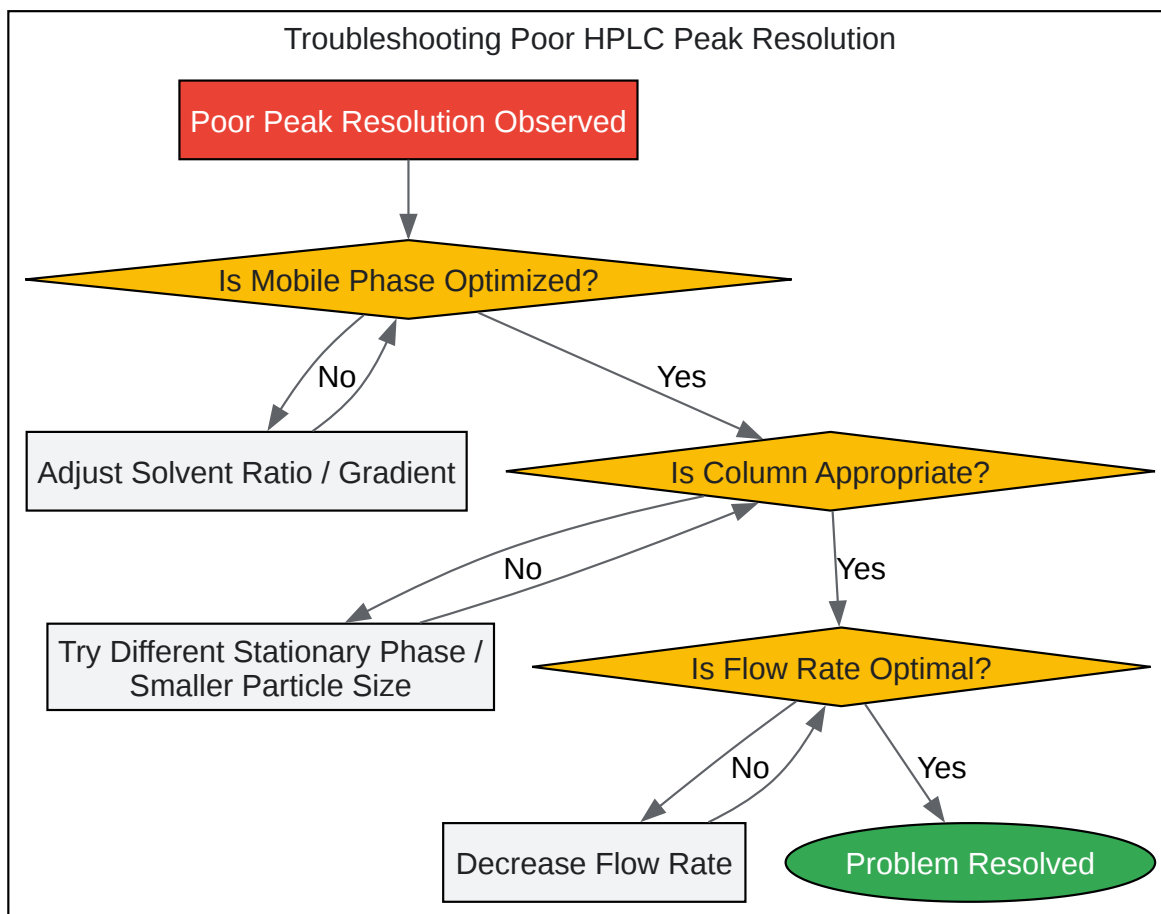 Troubleshooting Poor HPLC Peak Resolution
Poor Peak Resolution Observed
Is Mobile Phase Optimized?
No
Yes
Adjust Solvent Ratio / Gradient
Is Column Appropriate?
No
Yes
Try Different Stationary Phase /
Smaller Particle Size
Is Flow Rate Optimal?
No
Yes
Decrease Flow Rate
Problem Resolved